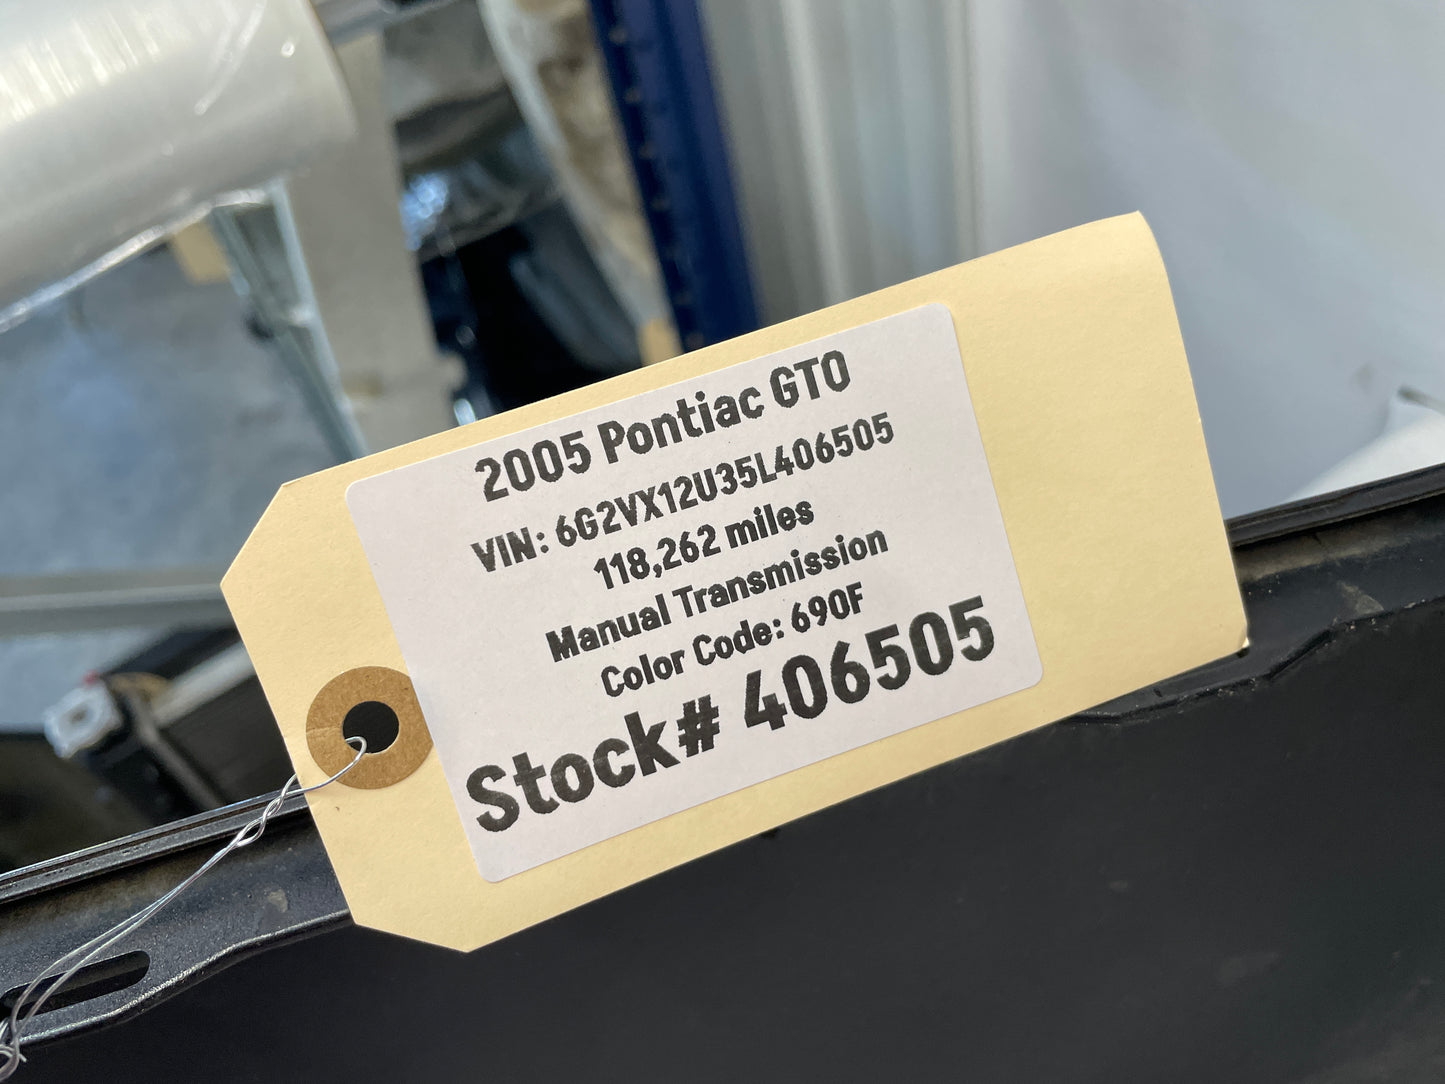 2005 Pontiac GTO
VIN: 6G2VX12U35L406505
118,262 miles
Manual Transmission
Color Code: 690F
Stock# 406505